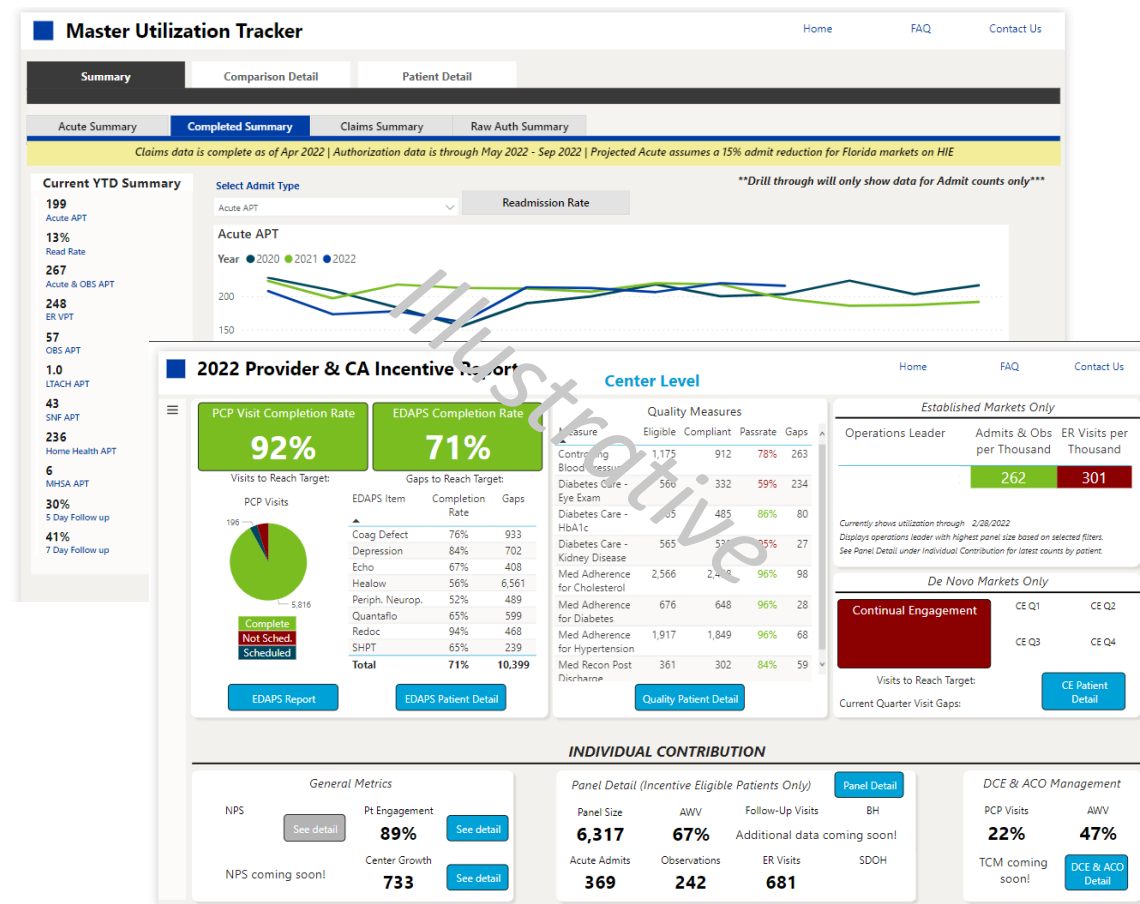 Master Utilization Tracker
Home FAQ Contact Us
Summary Comparison Detail Patient Detail
Acute Summary Completed Summary Claims Summary Raw Auth Summary
Claims data is complete as of Apr 2022 | Authorization data is through May 2022 - Sep 2022 | Projected Acute assumes a 15% admit reduction for Florida markets on HIE
Current YTD Summary
199
Acute APT
13%
Read Rate
267
Acute & OBS APT
248
ER VPT
57
OBS APT
1.0
LTACH APT
43
SNF APT
236
Home Health APT
6
MHSA APT
30%
5 Day Follow up
41%
7 Day Follow up
Select Admit Type
Acute APT
Readmission Rate
**Drill through will only show data for Admit counts only***
Acute APT
Year 2020 2021 2022
200
150
Illustrative
2022 Provider & CA Incentive Report
Center Level
Home FAQ Contact Us
PCP Visit Completion Rate
92%
Visits to Reach Target:
PCP Visits
196
5,816
Complete
Not Sched.
Scheduled
EDAPS Report
EDAPS Completion Rate
71%
Gaps to Reach Target:
EDAPS Item Completion Gaps
Rate
Coag Defect 76% 933
Depression 84% 702
Echo 67% 408
Healow 56% 6,561
Periph. Neurop. 52% 489
Quantaflo 65% 599
Redoc 94% 468
SHPT 65% 239
Total 71% 10,399
EDAPS Patient Detail
Quality Measures
Measure Eligible Compliant Passrate Gaps
Controlling 1,175 912 78% 263
Blood Pressure
Diabetes Care - 566 332 59% 234
Eye Exam
Diabetes Care - 485 86% 80
HbA1c
Diabetes Care - 565 95% 27
Kidney Disease
Med Adherence 2,566 96% 98
for Cholesterol
Med Adherence 676 648 96% 28
for Diabetes
Med Adherence 1,917 1,849 96% 68
for Hypertension
Med Recon Post 361 302 84% 59
Discharge
Quality Patient Detail
Established Markets Only
Operations Leader Admits & Obs ER Visits per
per Thousand Thousand
262 301
Currently shows utilization through 2/28/2022
Displays operations leader with highest panel size based on selected filters.
See Panel Detail under Individual Contribution for latest counts by patient.
De Novo Markets Only
Continual Engagement
CE Q1 CE Q2
CE Q3 CE Q4
Visits to Reach Target:
Current Quarter Visit Gaps:
CE Patient
Detail
INDIVIDUAL CONTRIBUTION
General Metrics
NPS
See detail
NPS coming soon!
Pt Engagement
89%
See detail
Center Growth
733
See detail
Panel Detail (Incentive Eligible Patients Only)
Panel Detail
Panel Size AWV Follow-Up Visits BH
6,317 67% Additional data coming soon!
Acute Admits Observations ER Visits SDOH
369 242 681
DCE & ACO Management
PCP Visits AWV
22% 47%
TCM coming
soon!
DCE & ACO
Detail